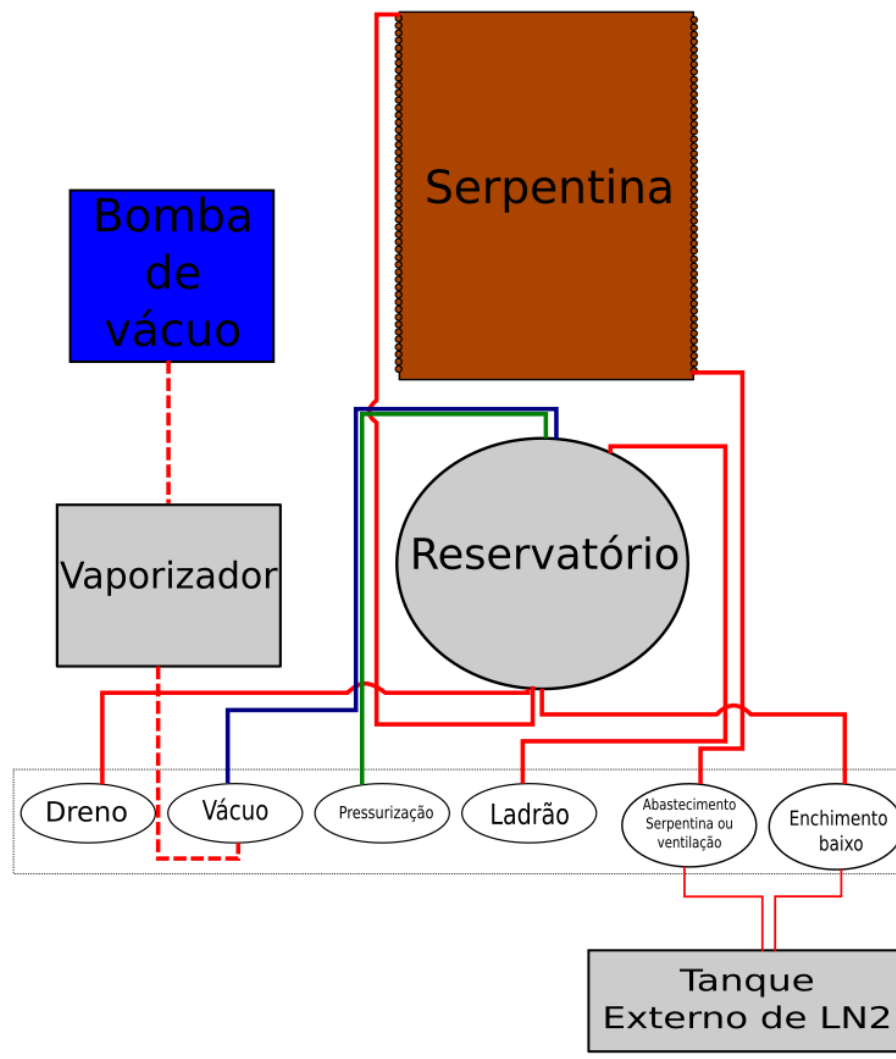 Serpentina
Bomba
de
vácuo
Reservatório
Vaporizador
Dreno
Vácuo
Pressurização
Ladrão
Abastecimento
Serpentina ou
ventilação
Enchimento
baixo
Tanque
Externo de LN2